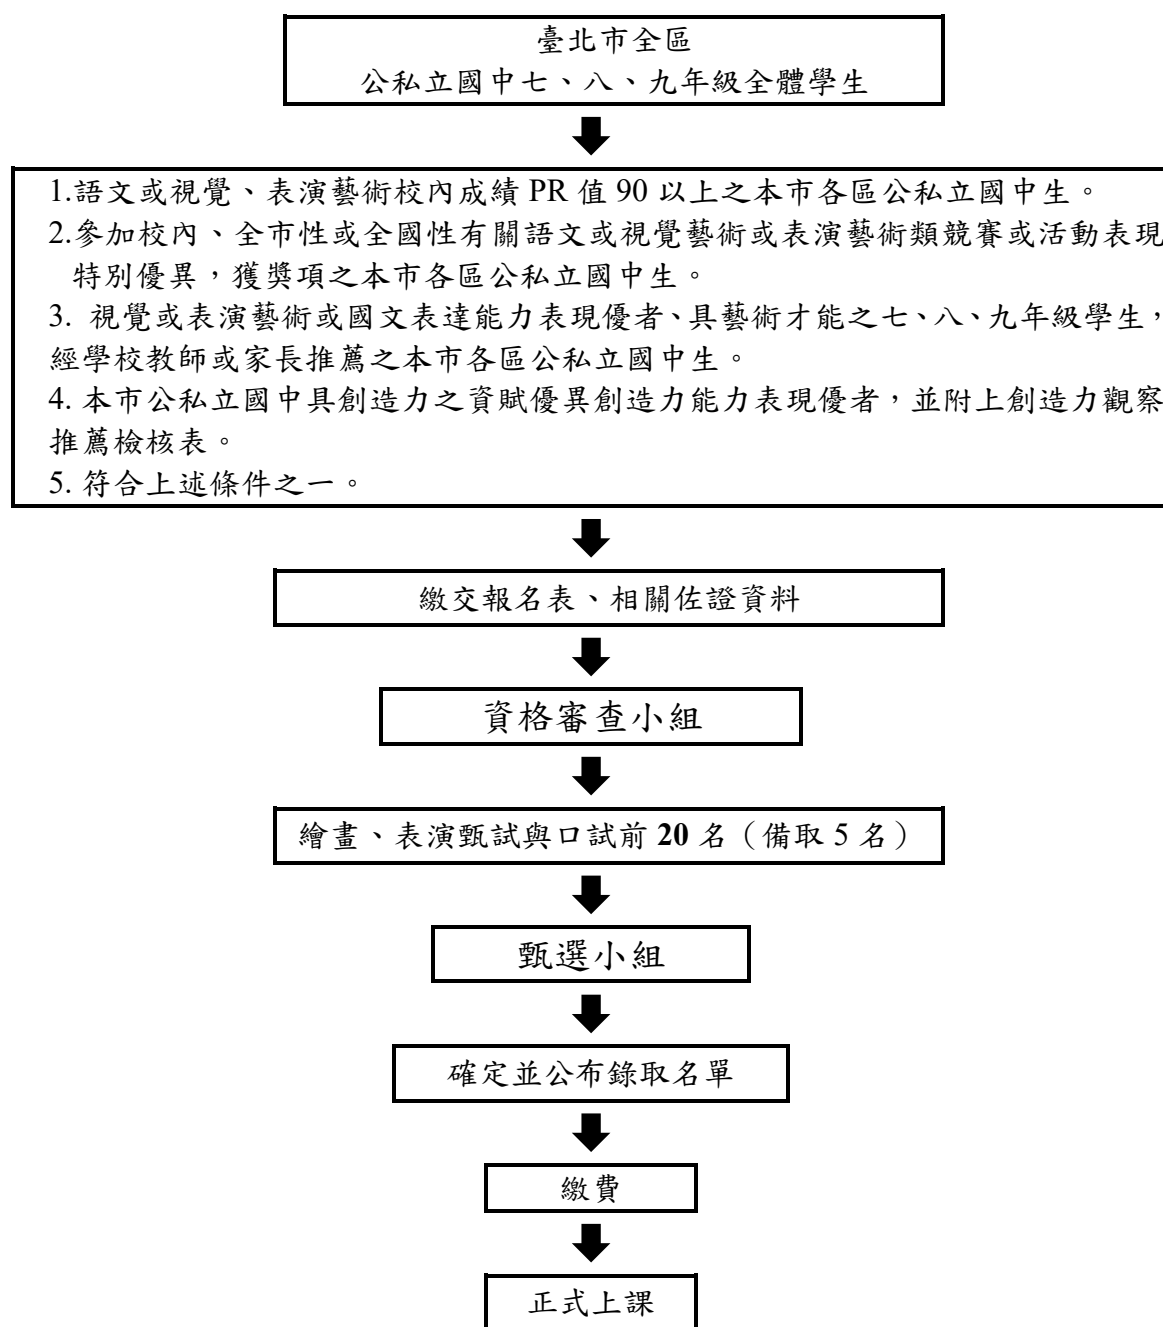 臺北市全區
公私立國中七、八、九年級全體學生
1.語文或視覺、表演藝術校內成績 PR 值 90 以上之本市各區公私立國中生。
2.參加校內、全市性或全國性有關語文或視覺藝術或表演藝術類競賽或活動表現
特別優異，獲獎項之本市各區公私立國中生。
3. 視覺或表演藝術或國文表達能力表現優者、具藝術才能之七、八、九年級學生，
經學校教師或家長推薦之本市各區公私立國中生。
4. 本市公私立國中具創造力之資賦優異創造力能力表現優者，並附上創造力觀察
推薦檢核表。
5. 符合上述條件之一。
繳交報名表、相關佐證資料
資格審查小組
繪畫、表演甄試與口試前 20 名（備取 5 名）
甄選小組
確定並公布錄取名單
繳費
正式上課